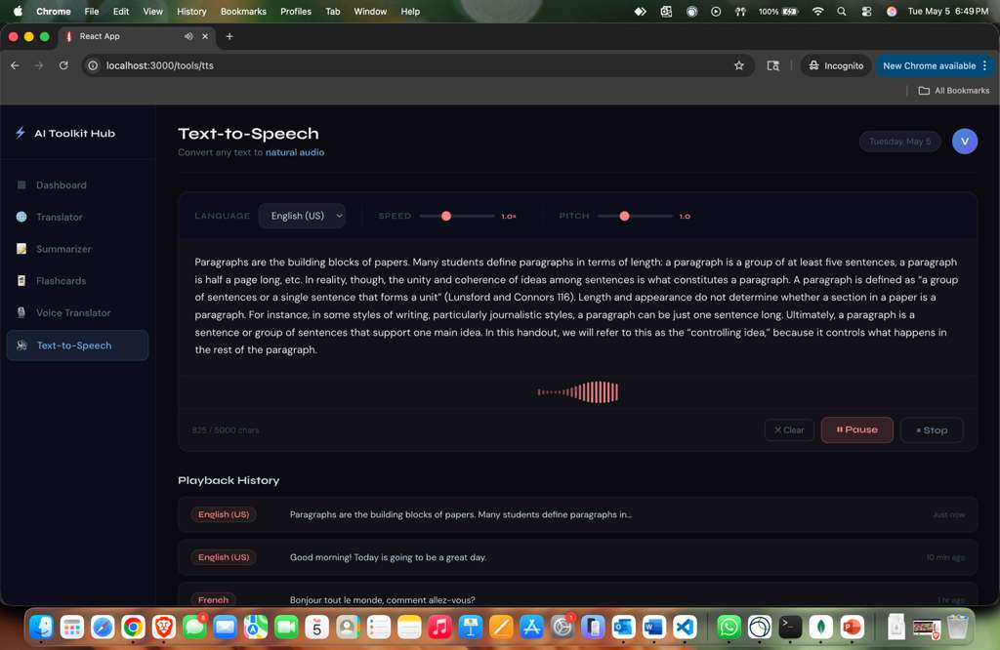 Chrome File Edit View History Bookmarks Profiles Tab Window Help 100% Tue May 5 6:49 PM
React App
localhost:3000/tools/tts Incognito New Chrome available
All Bookmarks
AI Toolkit Hub
Dashboard
Translator
Summarizer
Flashcards
Voice Translator
Text-to-Speech
Text-to-Speech
Convert any text to natural audio
Tuesday, May 5 V
LANGUAGE English (US) SPEED 1.0× PITCH 1.0
Paragraphs are the building blocks of papers. Many students define paragraphs in terms of length: a paragraph is a group of at least five sentences, a paragraph
is half a page long, etc. In reality, though, the unity and coherence of ideas among sentences is what constitutes a paragraph. A paragraph is defined as “a group
of sentences or a single sentence that forms a unit” (Lunsford and Connors 116). Length and appearance do not determine whether a section in a paper is a
paragraph. For instance, in some styles of writing, particularly journalistic styles, a paragraph can be just one sentence long. Ultimately, a paragraph is a
sentence or group of sentences that support one main idea. In this handout, we will refer to this as the “controlling idea,” because it controls what happens in
the rest of the paragraph.
825 / 5000 chars
Clear Pause Stop
Playback History
English (US) Paragraphs are the building blocks of papers. Many students define paragraphs in... Just now
English (US) Good morning! Today is going to be a great day. 10 min ago
French Bonjour tout le monde, comment allez-vous? 1 hr ago